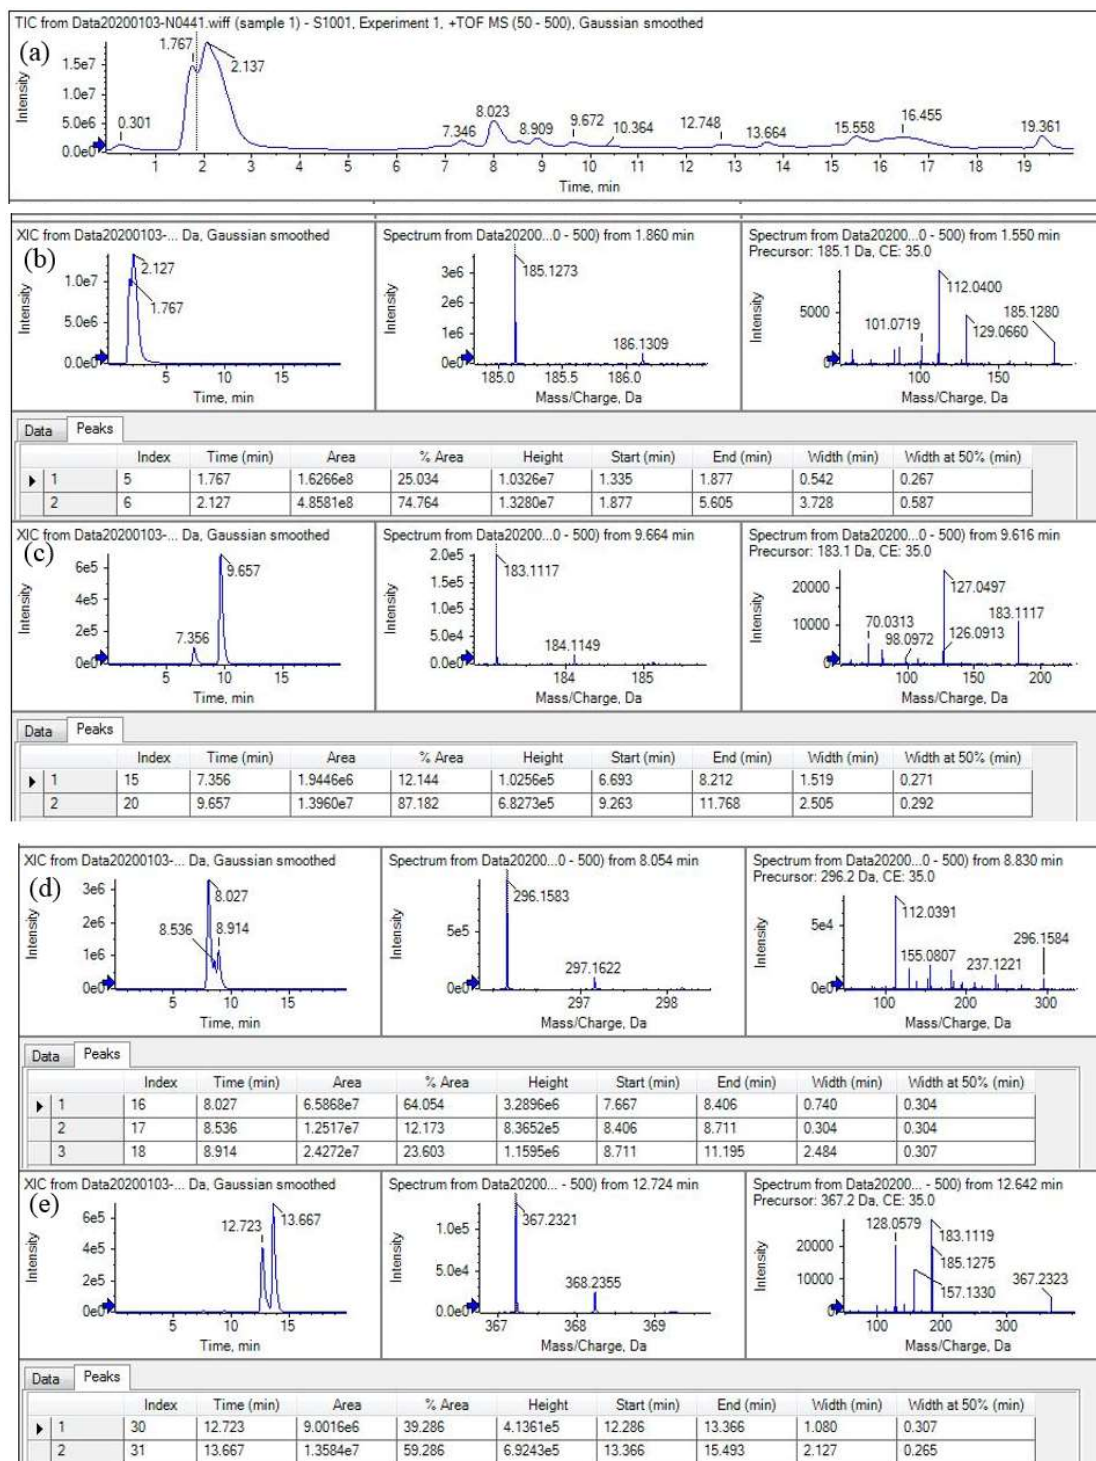 TIC from Data20200103-N0441.wiff (sample 1) - S1001, Experiment 1, +TOF MS (50 - 500), Gaussian smoothed
(a)
Intensity
1.5e7
1.0e7
5.0e6
0.0e0
0.301
1.767
2.137
7.346
8.023
8.909
9.672
10.364
12.748
13.664
15.558
16.455
19.361
1 2 3 4 5 6 7 8 9 10 11 12 13 14 15 16 17 18 19
Time, min
XIC from Data20200103-... Da, Gaussian smoothed
(b)
Intensity
1.0e7
5.0e6
0.0e0
2.127
1.767
5 10 15
Time, min
Spectrum from Data20200...0 - 500) from 1.860 min
Intensity
3e6
2e6
1e6
0e0
185.1273
186.1309
185.0 185.5 186.0
Mass/Charge, Da
Spectrum from Data20200...0 - 500) from 1.550 min
Precursor: 185.1 Da, CE: 35.0
Intensity
5000
0
112.0400
101.0719
129.0660
185.1280
100 150
Mass/Charge, Da
Data Peaks
Index Time (min) Area % Area Height Start (min) End (min) Width (min) Width at 50% (min)
1 5 1.767 1.6266e8 25.034 1.0326e7 1.335 1.877 0.542 0.267
2 6 2.127 4.8581e8 74.764 1.3280e7 1.877 5.605 3.728 0.587
XIC from Data20200103-... Da, Gaussian smoothed
(c)
Intensity
6e5
4e5
2e5
0e0
7.356
9.657
5 10 15
Time, min
Spectrum from Data20200...0 - 500) from 9.664 min
Intensity
2.0e5
1.5e5
1.0e5
5.0e4
0.0e0
183.1117
184.1149
184 185
Mass/Charge, Da
Spectrum from Data20200...0 - 500) from 9.616 min
Precursor: 183.1 Da, CE: 35.0
Intensity
20000
10000
0
127.0497
70.0313
98.0972
126.0913
183.1117
100 150 200
Mass/Charge, Da
Data Peaks
Index Time (min) Area % Area Height Start (min) End (min) Width (min) Width at 50% (min)
1 15 7.356 1.9446e6 12.144 1.0256e5 6.693 8.212 1.519 0.271
2 20 9.657 1.3960e7 87.182 6.8273e5 9.263 11.768 2.505 0.292
XIC from Data20200103-... Da, Gaussian smoothed
(d)
Intensity
3e6
2e6
1e6
0e0
8.027
8.536
8.914
5 10 15
Time, min
Spectrum from Data20200...0 - 500) from 8.054 min
Intensity
5e5
0e0
296.1583
297.1622
297 298
Mass/Charge, Da
Spectrum from Data20200...0 - 500) from 8.830 min
Precursor: 296.2 Da, CE: 35.0
Intensity
5e4
0e0
112.0391
155.0807
237.1221
296.1584
100 200 300
Mass/Charge, Da
Data Peaks
Index Time (min) Area % Area Height Start (min) End (min) Width (min) Width at 50% (min)
1 16 8.027 6.5868e7 64.054 3.2896e6 7.667 8.406 0.740 0.304
2 17 8.536 1.2517e7 12.173 8.3652e5 8.406 8.711 0.304 0.304
3 18 8.914 2.4272e7 23.603 1.1595e6 8.711 11.195 2.484 0.307
XIC from Data20200103-... Da, Gaussian smoothed
(e)
Intensity
6e5
4e5
2e5
0e0
12.723
13.667
5 10 15
Time, min
Spectrum from Data20200... - 500) from 12.724 min
Intensity
1.0e5
5.0e4
0.0e0
367.2321
368.2355
367 368 369
Mass/Charge, Da
Spectrum from Data20200... - 500) from 12.642 min
Precursor: 367.2 Da, CE: 35.0
Intensity
20000
10000
0
128.0579
183.1119
185.1275
157.1330
367.2323
100 200 300
Mass/Charge, Da
Data Peaks
Index Time (min) Area % Area Height Start (min) End (min) Width (min) Width at 50% (min)
1 30 12.723 9.0016e6 39.286 4.1361e5 12.286 13.366 1.080 0.307
2 31 13.667 1.3584e7 59.286 6.9243e5 13.366 15.493 2.127 0.265